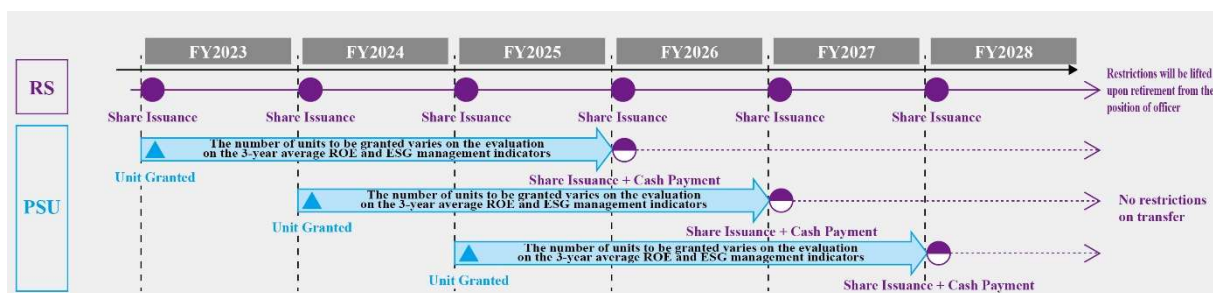 FY2023 FY2024 FY2025 FY2026 FY2027 FY2028
RS
Restrictions will be lifted
upon retirement from the
position of officer
Share Issuance Share Issuance Share Issuance Share Issuance Share Issuance Share Issuance
PSU
The number of units to be granted varies on the evaluation
on the 3-year average ROE and ESG management indicators
Unit Granted
Share Issuance + Cash Payment
The number of units to be granted varies on the evaluation
on the 3-year average ROE and ESG management indicators
Unit Granted
Share Issuance + Cash Payment
No restrictions
on transfer
The number of units to be granted varies on the evaluation
on the 3-year average ROE and ESG management indicators
Unit Granted
Share Issuance + Cash Payment